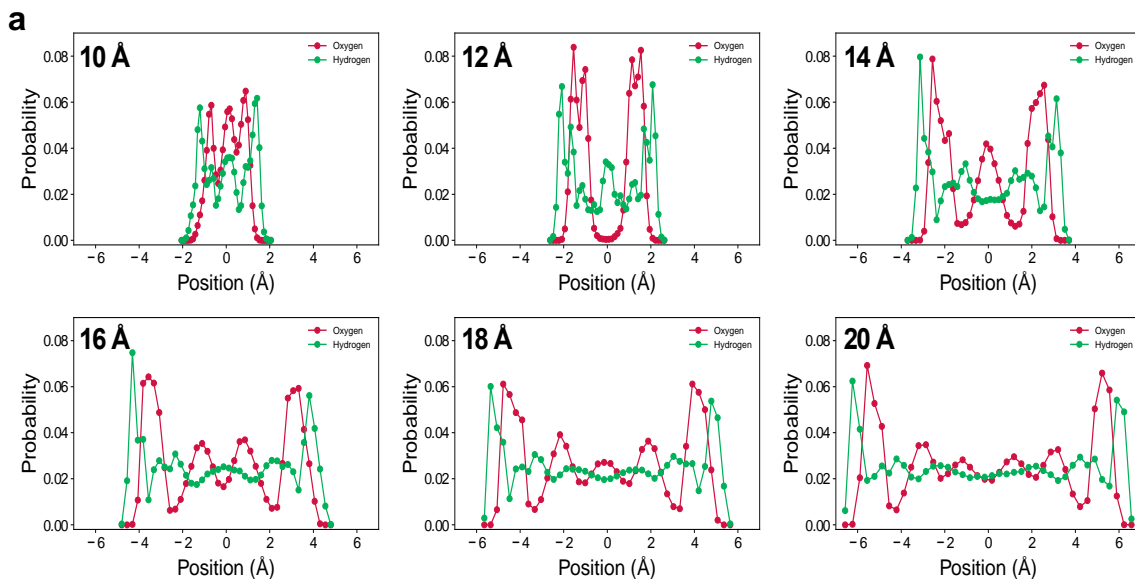 a
10 Å
Oxygen
Hydrogen
0.08
0.06
0.04
0.02
0.00
Probability
−6 −4 −2 0 2 4 6
Position (Å)
12 Å
Oxygen
Hydrogen
0.08
0.06
0.04
0.02
0.00
Probability
−6 −4 −2 0 2 4 6
Position (Å)
14 Å
Oxygen
Hydrogen
0.08
0.06
0.04
0.02
0.00
Probability
−6 −4 −2 0 2 4 6
Position (Å)
16 Å
Oxygen
Hydrogen
0.08
0.06
0.04
0.02
0.00
Probability
−6 −4 −2 0 2 4 6
Position (Å)
18 Å
Oxygen
Hydrogen
0.08
0.06
0.04
0.02
0.00
Probability
−6 −4 −2 0 2 4 6
Position (Å)
20 Å
Oxygen
Hydrogen
0.08
0.06
0.04
0.02
0.00
Probability
−6 −4 −2 0 2 4 6
Position (Å)